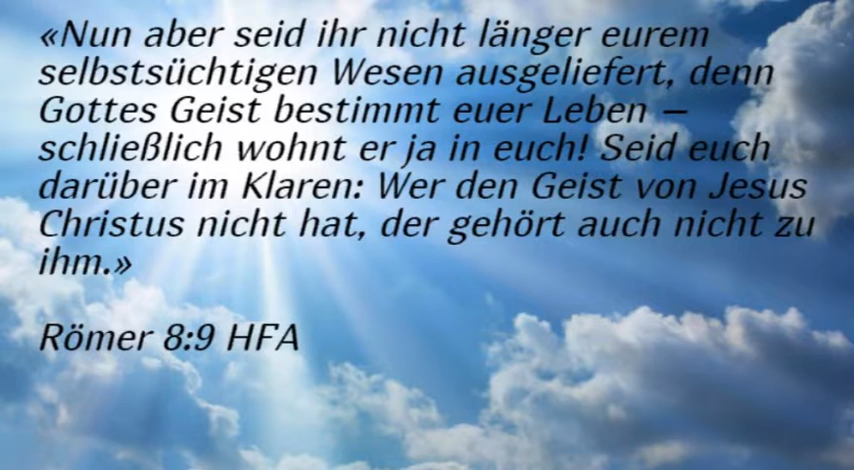 «Nun aber seid ihr nicht länger eurem
selbstsüchtigen Wesen ausgeliefert, denn
Gottes Geist bestimmt euer Leben –
schließlich wohnt er ja in euch! Seid euch
darüber im Klaren: Wer den Geist von Jesus
Christus nicht hat, der gehört auch nicht zu
ihm.»
Römer 8:9 HFA